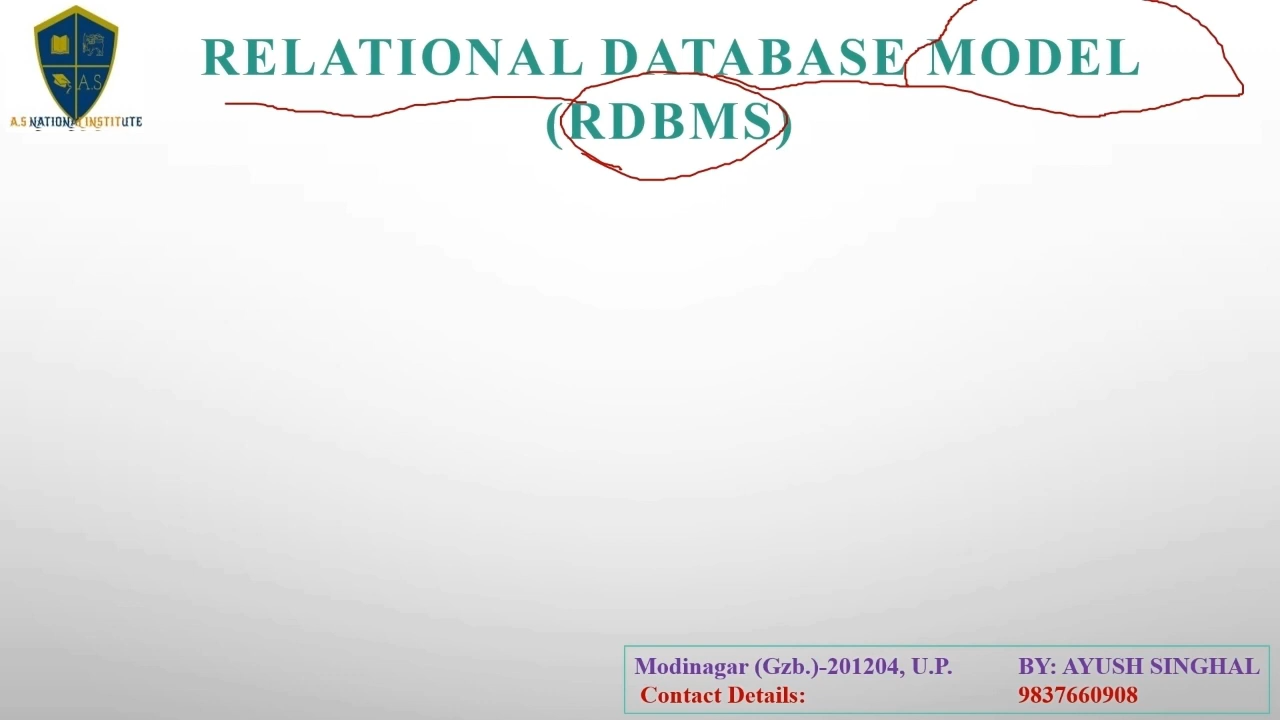 RELATIONAL DATABASE MODEL
(RDBMS)
A.S
A.S NATIONAL INSTITUTE
Modinagar (Gzb.)-201204, U.P. BY: AYUSH SINGHAL
Contact Details: 9837660908